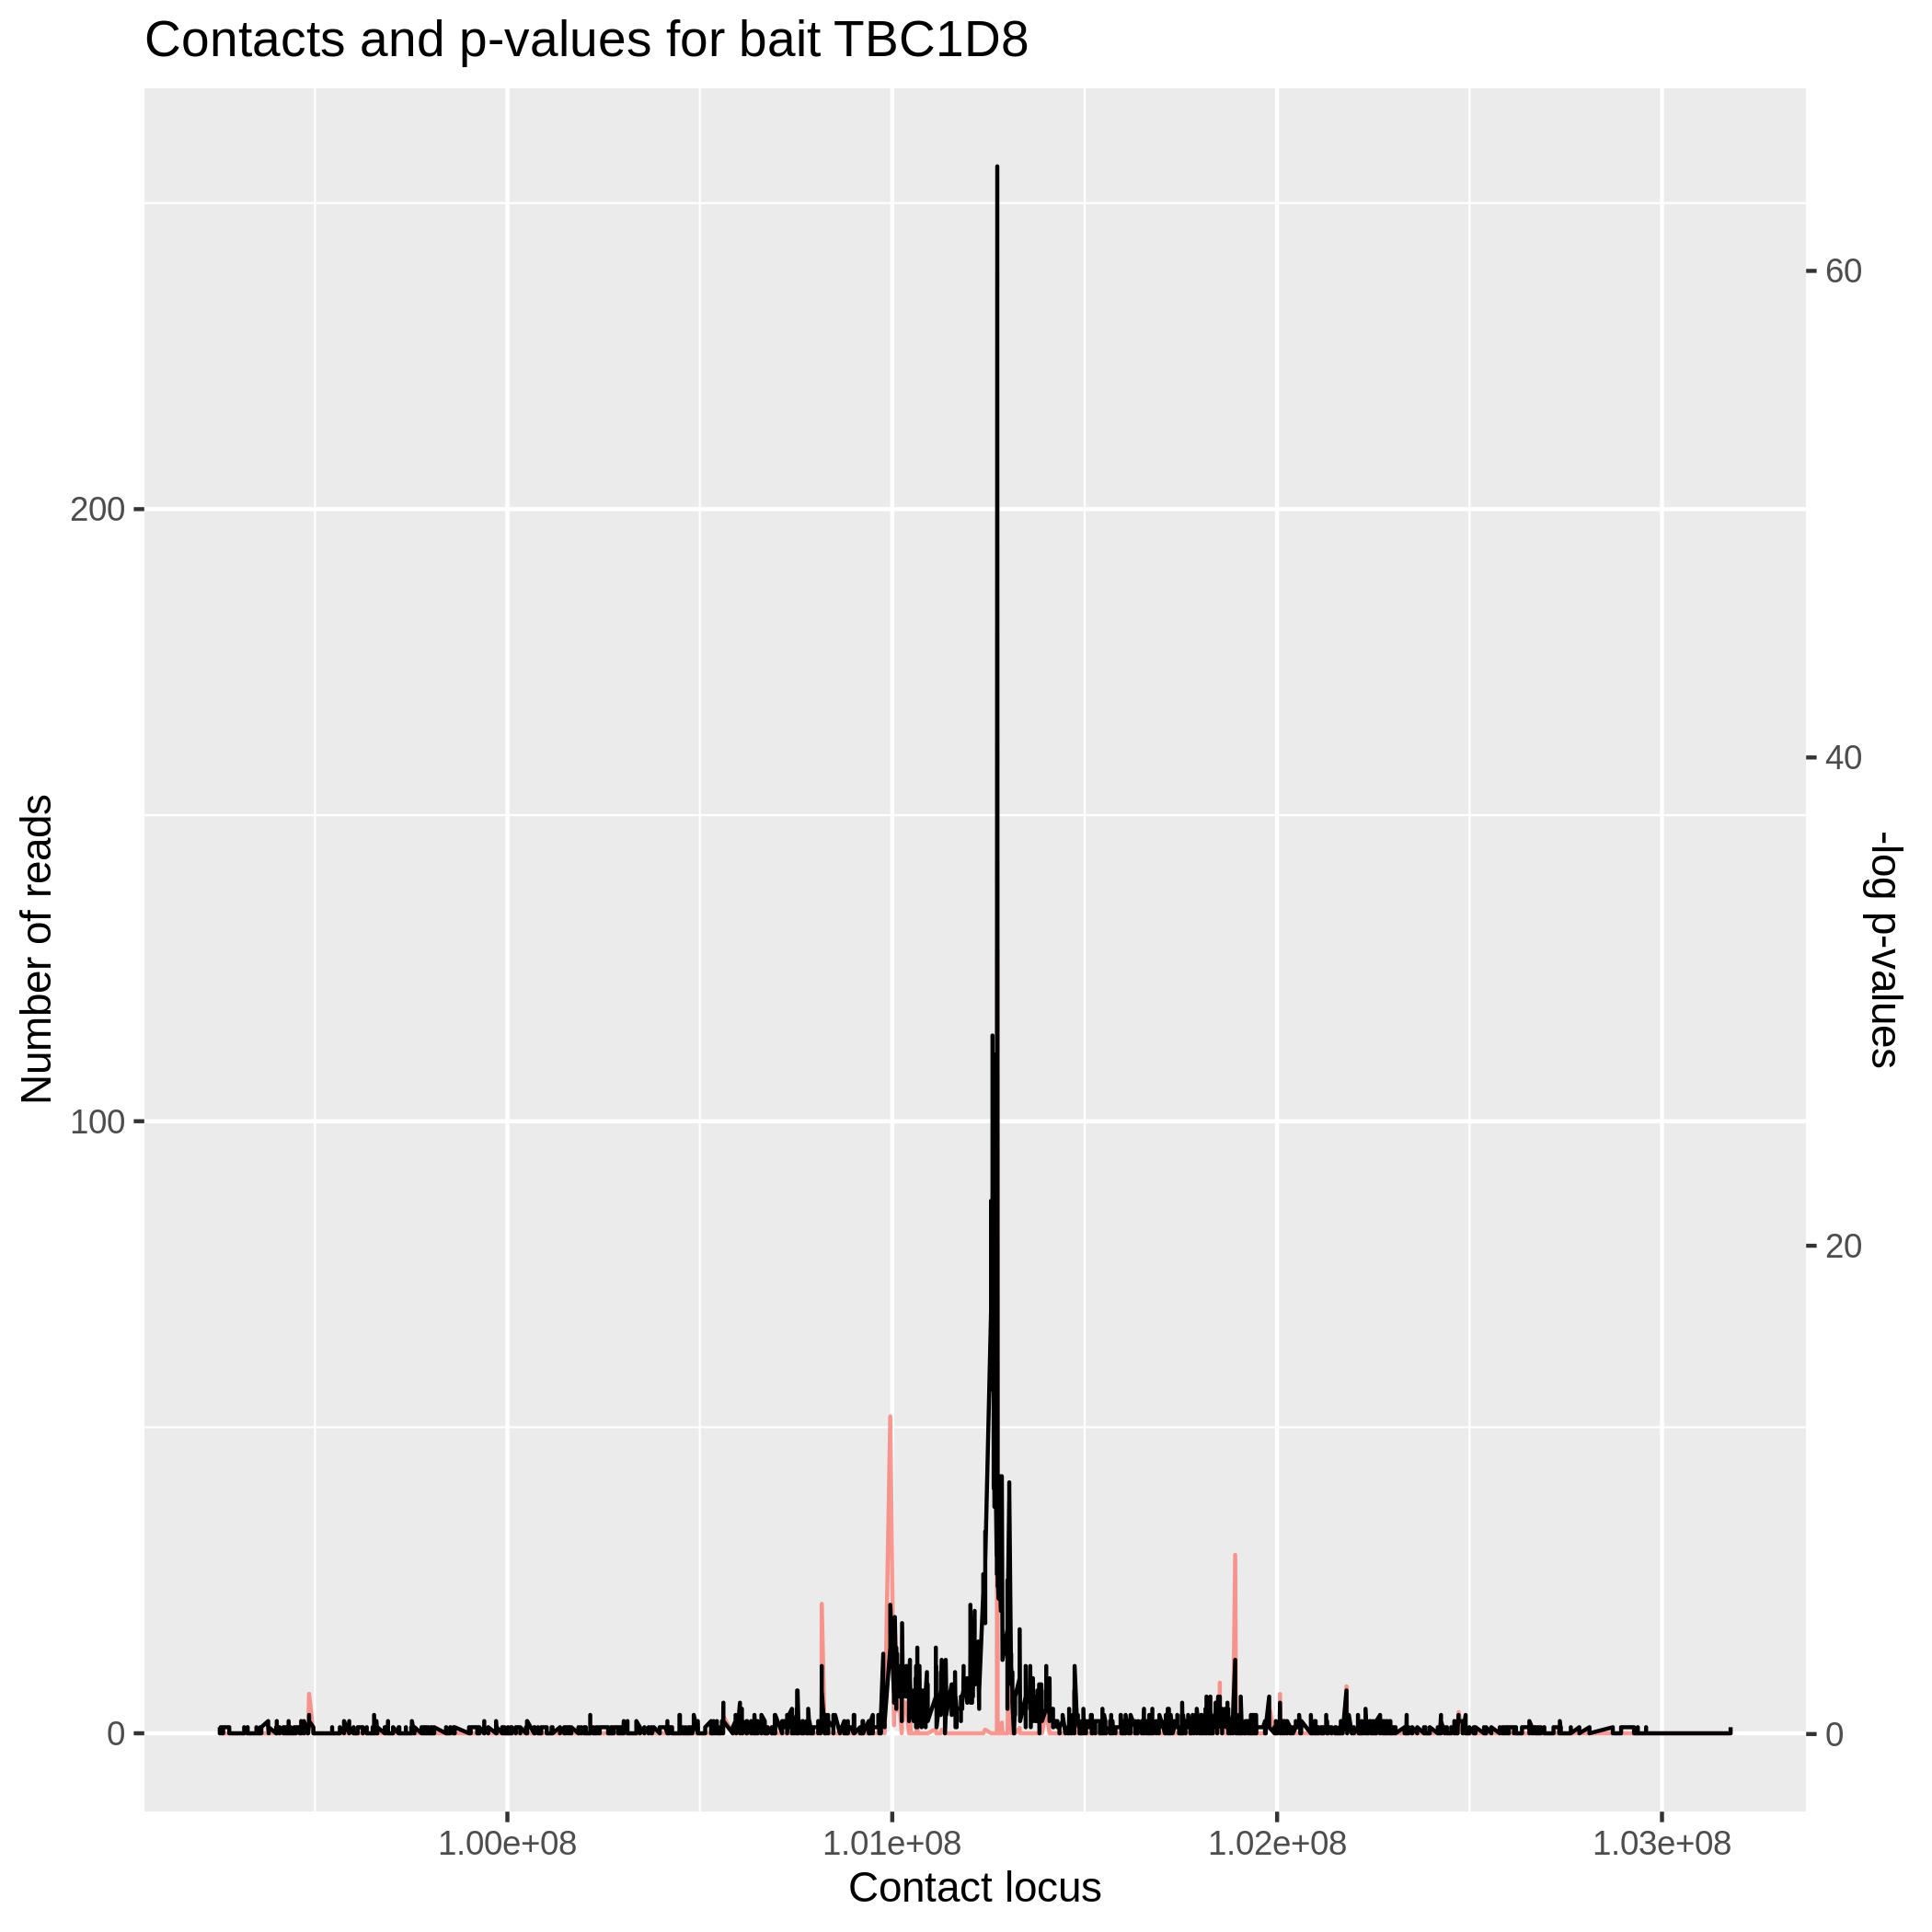 Contacts and p-values for bait TBC1D8
Number of reads
200
100
0
60
40
20
0
-log p-values
1.00e+08 1.01e+08 1.02e+08 1.03e+08
Contact locus